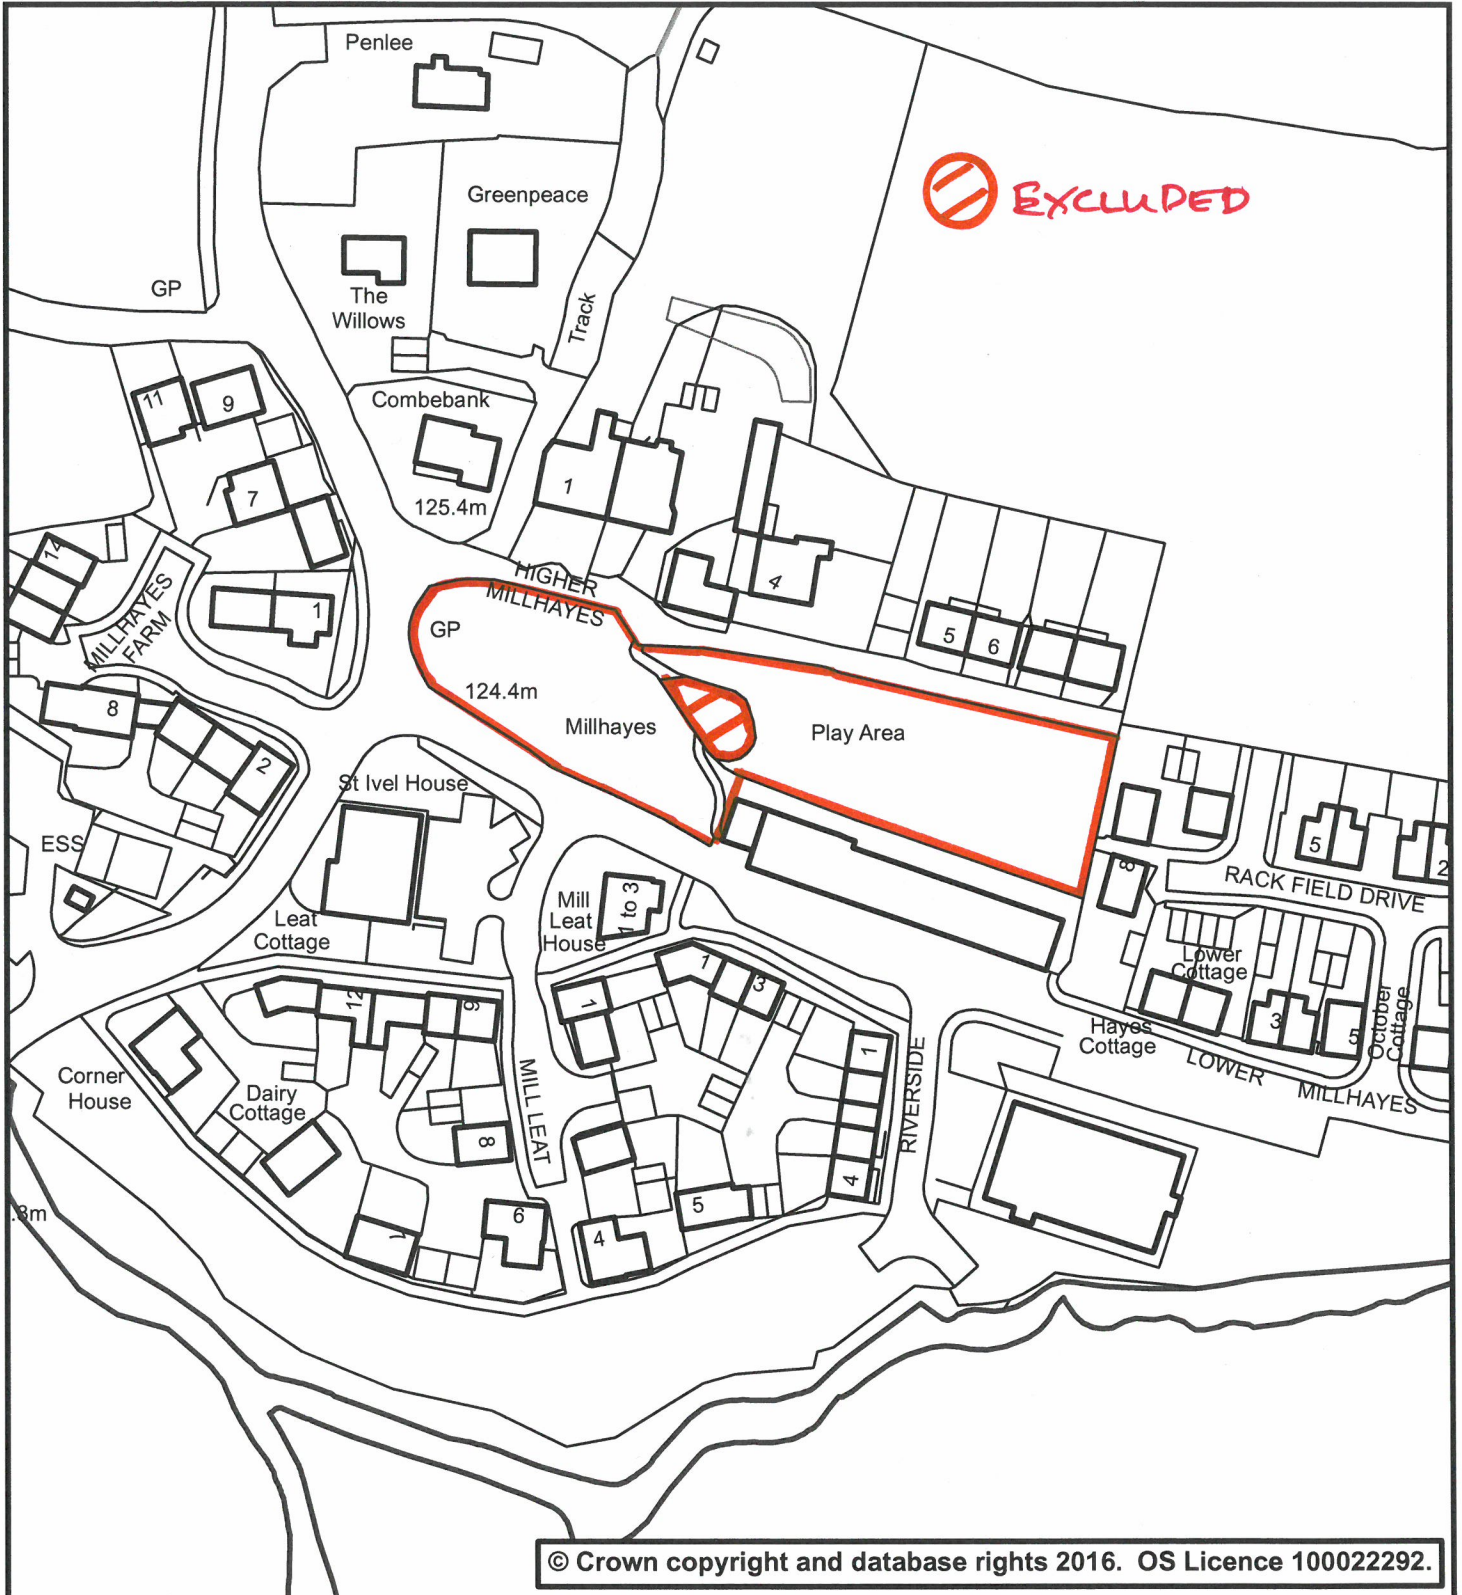 Penlee
EXCLUDED
Greenpeace
GP
The
Willows
Track
11
9
Combebank
7
1
125.4m
14
HIGHER
MILLHAYES
4
MILLHAYES
FARM
1
GP
5
6
124.4m
8
Millhayes
Play Area
2
St Ivel House
ESS
5
2
8
RACK FIELD DRIVE
1 to 3
Mill
Leat
House
Leat
Cottage
Lower
Cottage
1
3
12
9
1
October
Cottage
3
5
Hayes
Cottage
LOWER
MILLHAYES
1
RIVERSIDE
Corner
House
Dairy
Cottage
MILL LEAT
8
4
.3m
6
5
7
4
© Crown copyright and database rights 2016. OS Licence 100022292.